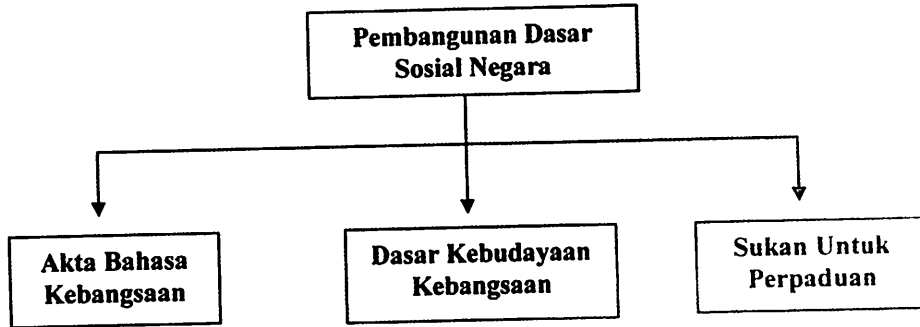 Pembangunan Dasar
Sosial Negara
Akta Bahasa
Kebangsaan
Dasar Kebudayaan
Kebangsaan
Sukan Untuk
Perpaduan